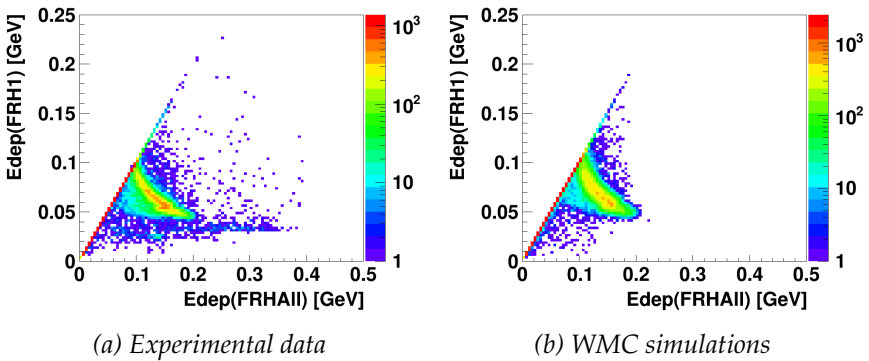 Edep(FRH1) [GeV]
0.25
0.2
0.15
0.1
0.05
0
0 0.1 0.2 0.3 0.4 0.5
Edep(FRHAll) [GeV]
10³
10²
10
1
(a) Experimental data
Edep(FRH1) [GeV]
0.25
0.2
0.15
0.1
0.05
0
0 0.1 0.2 0.3 0.4 0.5
Edep(FRHAll) [GeV]
10³
10²
10
1
(b) WMC simulations